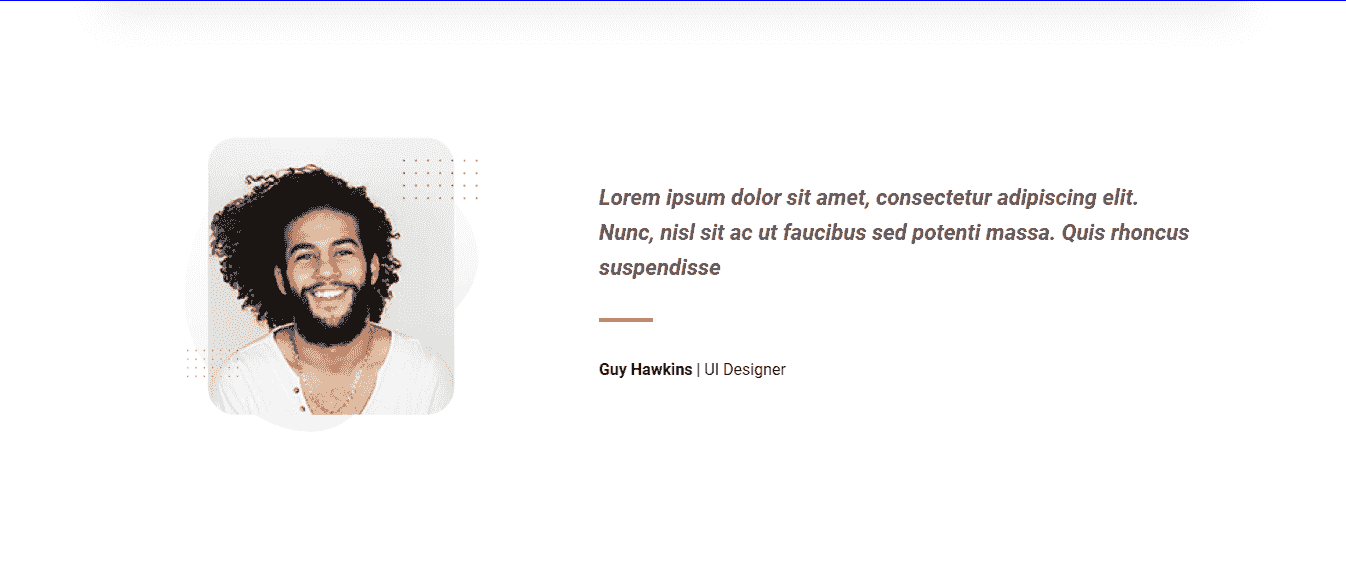 Lorem ipsum dolor sit amet, consectetur adipiscing elit.
Nunc, nisl sit ac ut faucibus sed potenti massa. Quis rhoncus
suspendisse
Guy Hawkins | UI Designer